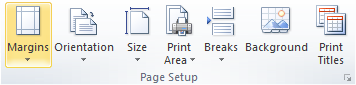 Margins Orientation Size Print Area Breaks Background Print Titles
Page Setup